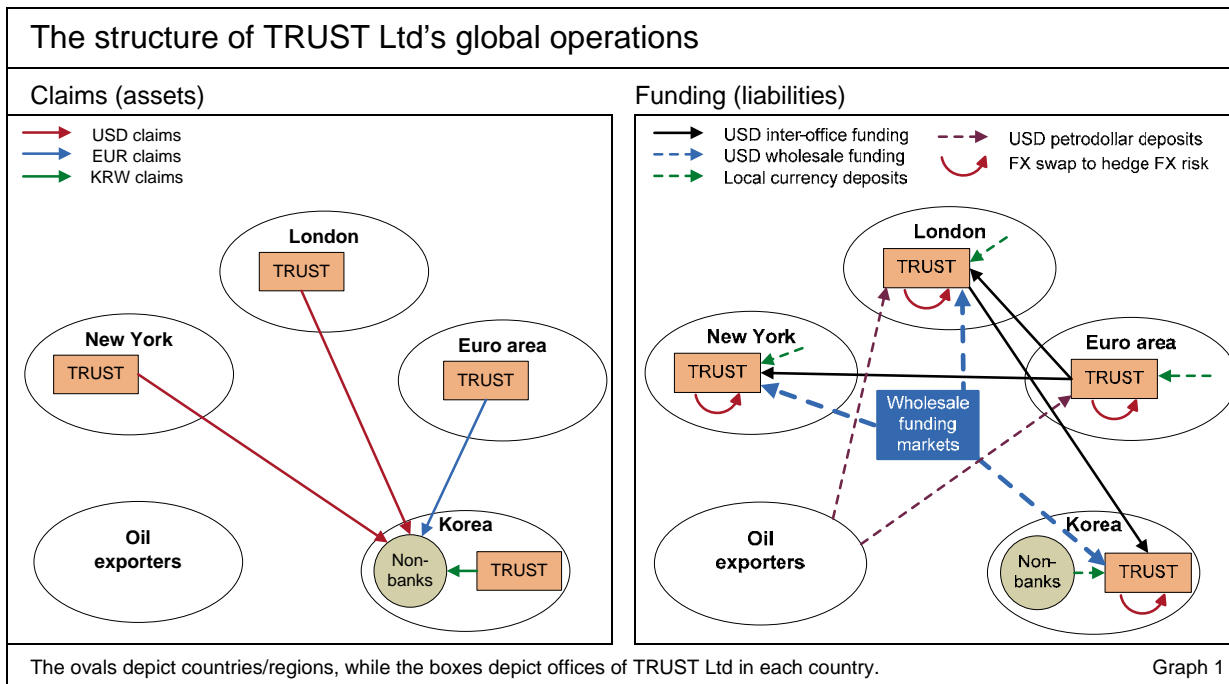 The structure of TRUST Ltd's global operations
Claims (assets)
USD claims
EUR claims
KRW claims
London
TRUST
New York
TRUST
Euro area
TRUST
Oil
exporters
Korea
Non-
banks
TRUST
Funding (liabilities)
USD inter-office funding
USD wholesale funding
Local currency deposits
USD petrodollar deposits
FX swap to hedge FX risk
London
TRUST
New York
TRUST
Euro area
TRUST
Wholesale
funding
markets
Oil
exporters
Korea
Non-
banks
TRUST
The ovals depict countries/regions, while the boxes depict offices of TRUST Ltd in each country.
Graph 1